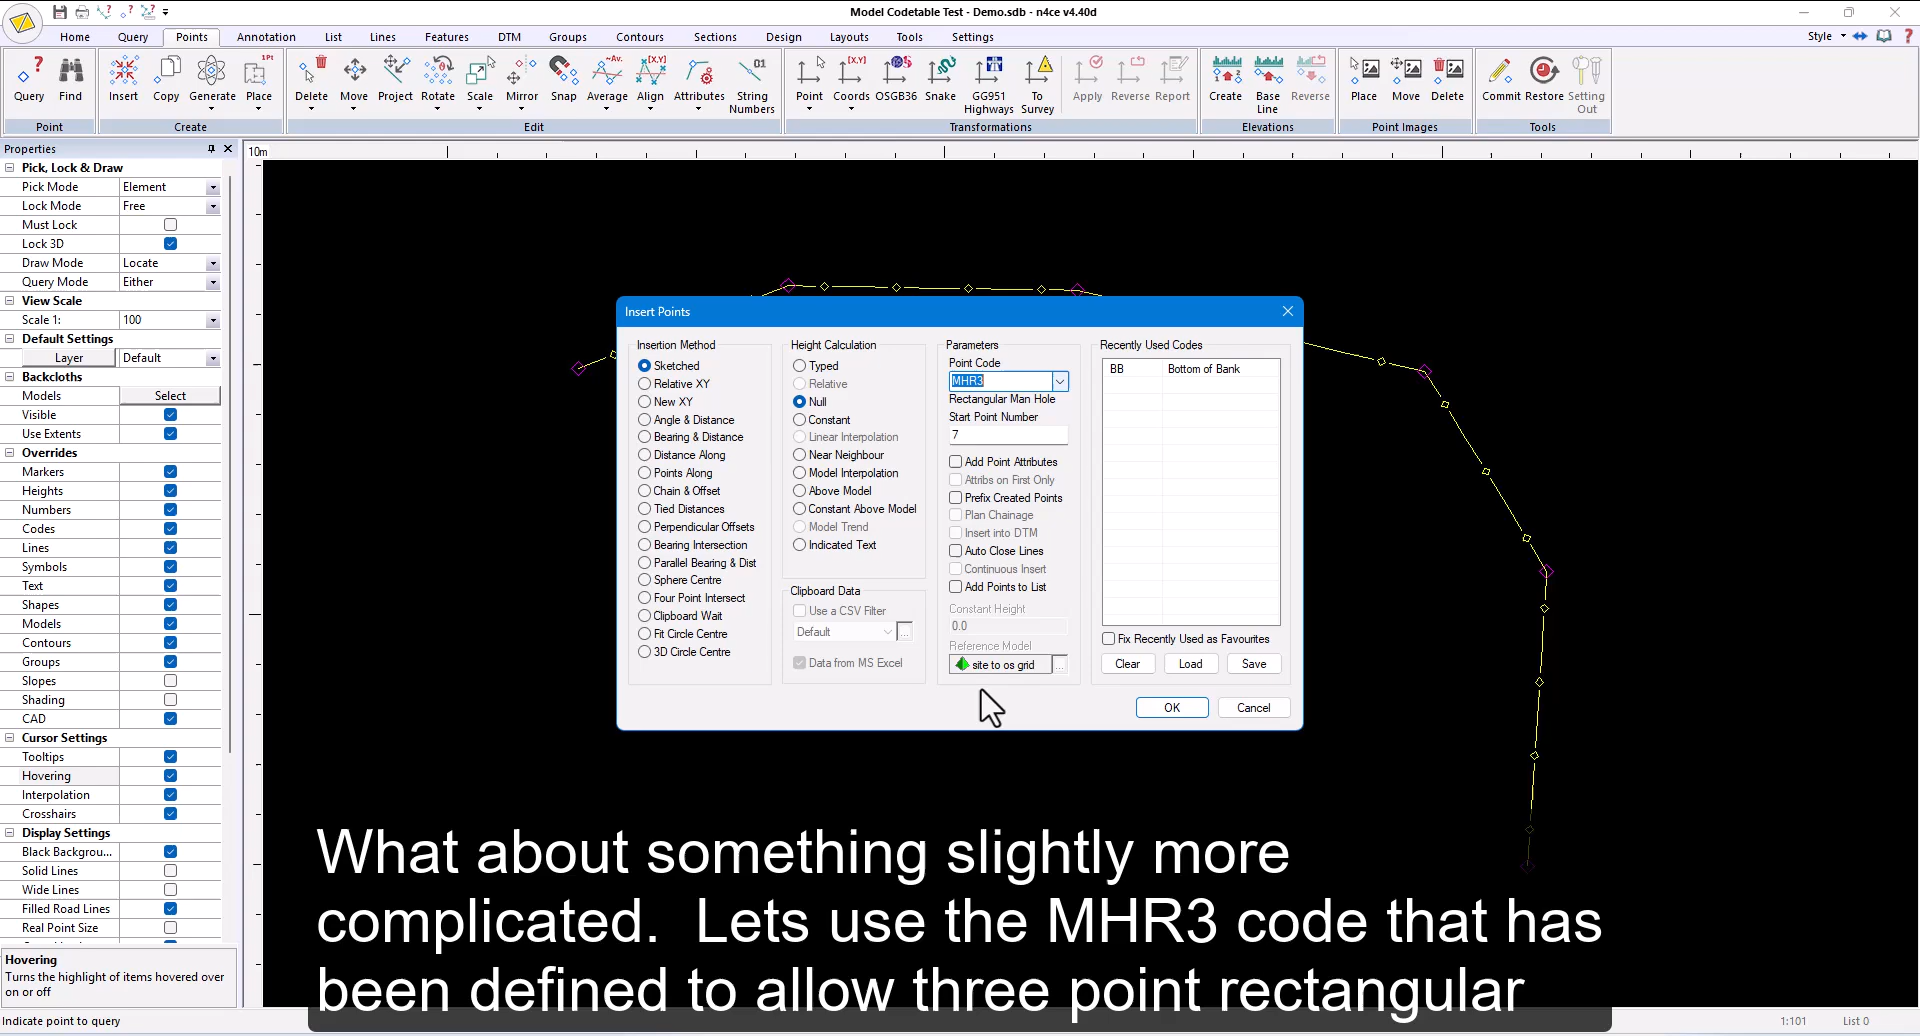 Model Codetable Test - Demo.sdb - n4ce v4.40d
Home Query Points Annotation List Lines Features DTM Groups Contours Sections Design Layouts Tools Settings Style
Query Find Insert Copy Generate Place Delete Move Project Rotate Scale Mirror Snap Average Align Attributes String Numbers Point Coords OSGB36 Snake GG951 Highways To Survey Apply Reverse Report Create Base Line Reverse Place Move Delete Commit Restore Setting Out
Point Create Edit Transformations Elevations Point Images Tools
Properties
10m
Pick, Lock & Draw
Pick Mode Element
Lock Mode Free
Must Lock
Lock 3D
Draw Mode Locate
Query Mode Either
View Scale
Scale 1: 100
Default Settings
Layer Default
Backcloths
Models Select
Visible
Use Extents
Overrides
Markers
Heights
Numbers
Codes
Lines
Symbols
Text
Shapes
Models
Contours
Groups
Slopes
Shading
CAD
Cursor Settings
Tooltips
Hovering
Interpolation
Crosshairs
Display Settings
Black Backgrou...
Solid Lines
Wide Lines
Filled Road Lines
Real Point Size
Hovering
Turns the highlight of items hovered over
on or off
Insert Points
Insertion Method
Sketched
Relative XY
New XY
Angle & Distance
Bearing & Distance
Distance Along
Points Along
Chain & Offset
Tied Distances
Perpendicular Offsets
Bearing Intersection
Parallel Bearing & Dist
Sphere Centre
Four Point Intersect
Clipboard Wait
Fit Circle Centre
3D Circle Centre
Height Calculation
Typed
Relative
Null
Constant
Linear Interpolation
Near Neighbour
Model Interpolation
Above Model
Constant Above Model
Model Trend
Indicated Text
Clipboard Data
Use a CSV Filter
Default ...
Data from MS Excel
Parameters
Point Code
MHR3
Rectangular Man Hole
Start Point Number
7
Add Point Attributes
Attribs on First Only
Prefix Created Points
Plan Chainage
Insert into DTM
Auto Close Lines
Continuous Insert
Add Points to List
Constant Height
0.0
Reference Model
site to os grid ...
Recently Used Codes
BB Bottom of Bank
Fix Recently Used as Favourites
Clear Load Save
OK Cancel
What about something slightly more
complicated. Lets use the MHR3 code that has
been defined to allow three point rectangular
Indicate point to query 1:101 List 0